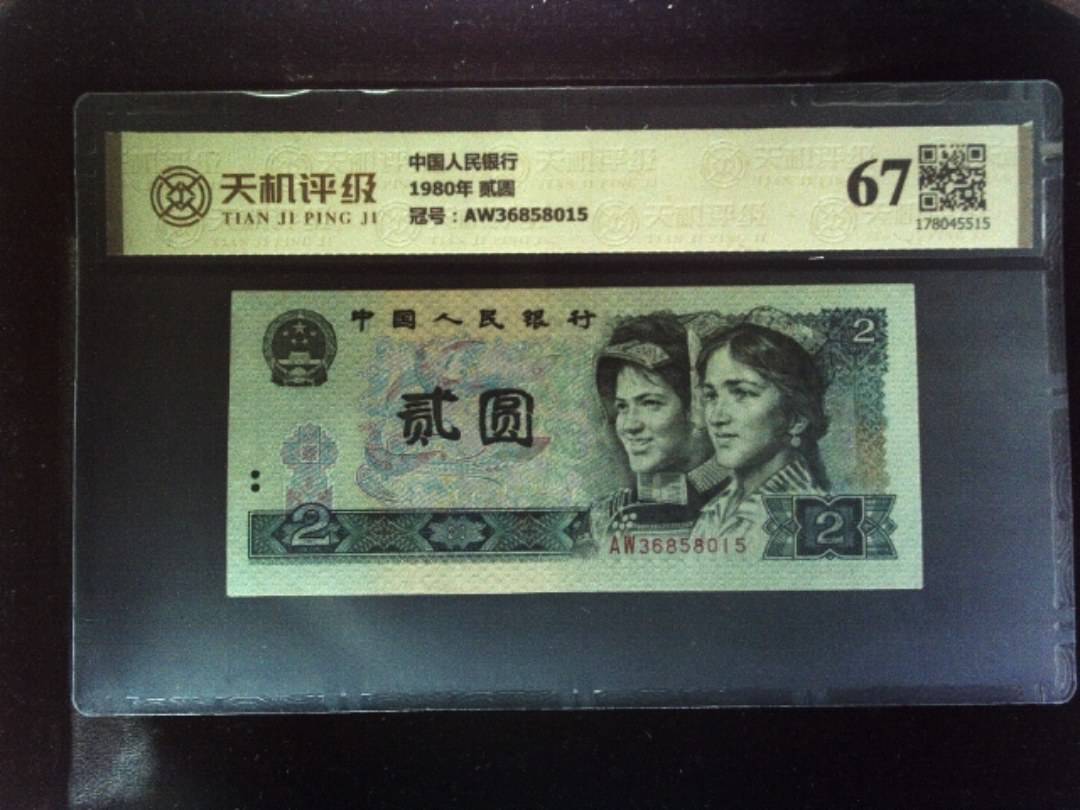 天机评级
TIAN JI PING JI
中国人民银行
1980年 贰圆
冠号：AW36858015
67
178045515
中国人民银行
2
贰圆
2
AW36858015
2